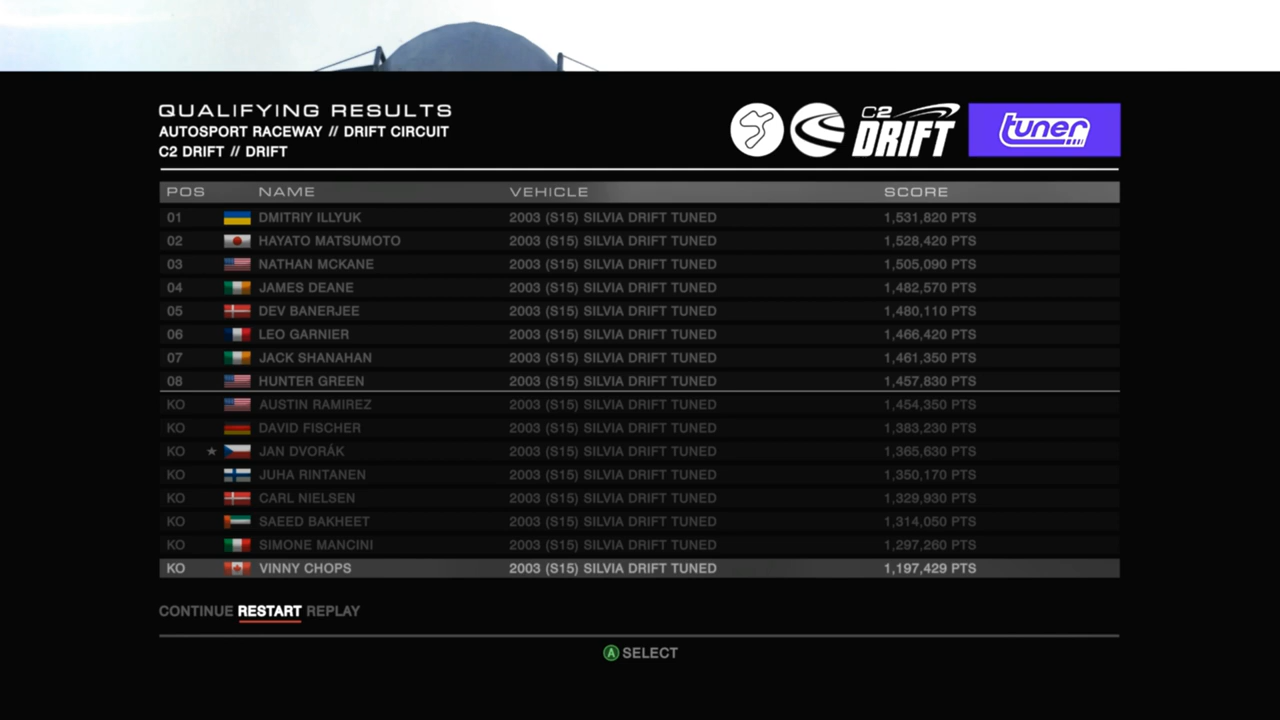 QUALIFYING RESULTS
AUTOSPORT RACEWAY // DRIFT CIRCUIT
C2 DRIFT // DRIFT
C2 DRIFT
tuner
POS NAME VEHICLE SCORE
01 DMITRIY ILLYUK 2003 (S15) SILVIA DRIFT TUNED 1,531,820 PTS
02 HAYATO MATSUMOTO 2003 (S15) SILVIA DRIFT TUNED 1,528,420 PTS
03 NATHAN MCKANE 2003 (S15) SILVIA DRIFT TUNED 1,505,090 PTS
04 JAMES DEANE 2003 (S15) SILVIA DRIFT TUNED 1,482,570 PTS
05 DEV BANERJEE 2003 (S15) SILVIA DRIFT TUNED 1,480,110 PTS
06 LEO GARNIER 2003 (S15) SILVIA DRIFT TUNED 1,466,420 PTS
07 JACK SHANAHAN 2003 (S15) SILVIA DRIFT TUNED 1,461,350 PTS
08 HUNTER GREEN 2003 (S15) SILVIA DRIFT TUNED 1,457,830 PTS
KO AUSTIN RAMIREZ 2003 (S15) SILVIA DRIFT TUNED 1,454,350 PTS
KO DAVID FISCHER 2003 (S15) SILVIA DRIFT TUNED 1,383,230 PTS
KO ★ JAN DVORÁK 2003 (S15) SILVIA DRIFT TUNED 1,365,630 PTS
KO JUHA RINTANEN 2003 (S15) SILVIA DRIFT TUNED 1,350,170 PTS
KO CARL NIELSEN 2003 (S15) SILVIA DRIFT TUNED 1,329,930 PTS
KO SAEED BAKHEET 2003 (S15) SILVIA DRIFT TUNED 1,314,050 PTS
KO SIMONE MANCINI 2003 (S15) SILVIA DRIFT TUNED 1,297,260 PTS
KO VINNY CHOPS 2003 (S15) SILVIA DRIFT TUNED 1,197,429 PTS
CONTINUE RESTART REPLAY
A SELECT